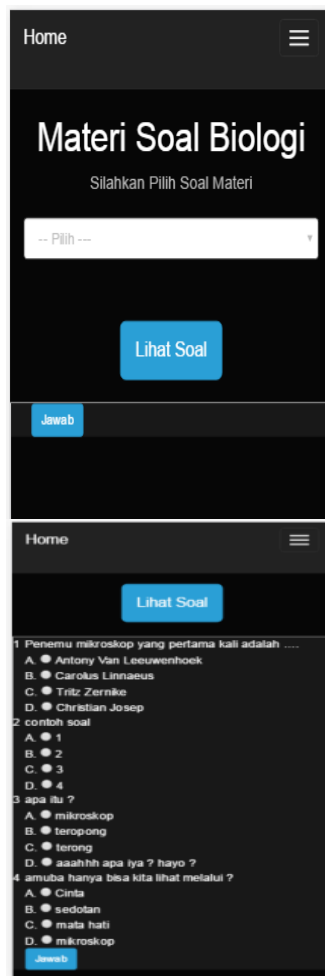 Home
Materi Soal Biologi
Silahkan Pilih Soal Materi
-- Pilih ---
Lihat Soal
Jawab
Home
Lihat Soal
1 Penemu mikroskop yang pertama kali adalah ....
A. Antony Van Leeuwenhoek
B. Carolus Linnaeus
C. Tritz Zernike
D. Christian Josep
2 contoh soal
A. 1
B. 2
C. 3
D. 4
3 apa itu ?
A. mikroskop
B. teropong
C. terong
D. aaahhh apa iya ? hayo ?
4 amuba hanya bisa kita lihat melalui ?
A. Cinta
B. sedotan
C. mata hati
D. mikroskop
Jawab